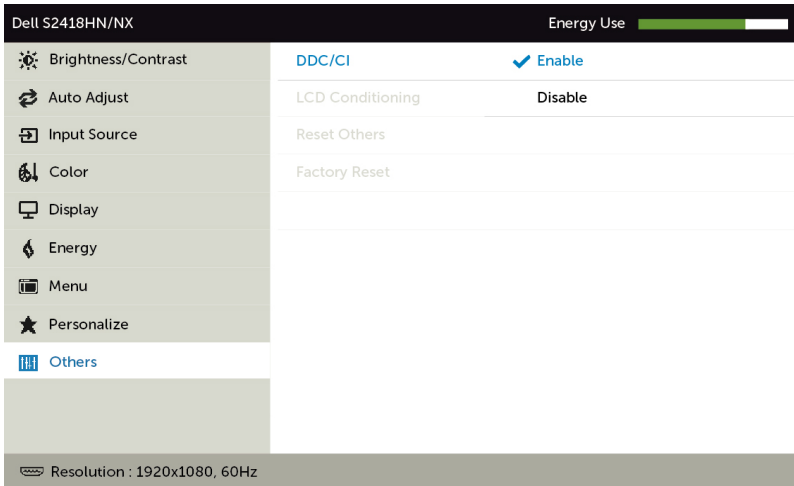 Dell S2418HN/NX
Energy Use
Brightness/Contrast
Auto Adjust
Input Source
Color
Display
Energy
Menu
Personalize
Others
DDC/CI
Enable
LCD Conditioning
Disable
Reset Others
Factory Reset
Resolution : 1920x1080, 60Hz